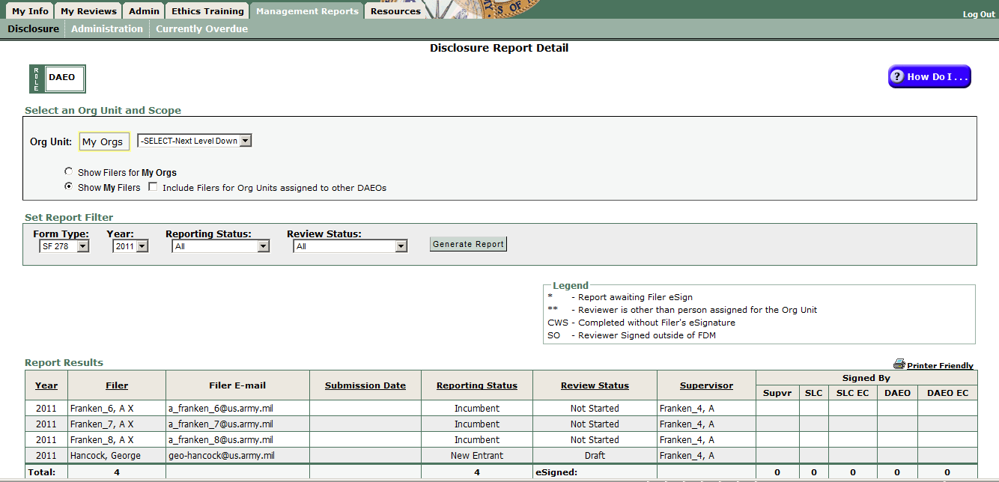 My Info My Reviews Admin Ethics Training Management Reports Resources
Log Out
Disclosure Administration Currently Overdue
Disclosure Report Detail
ROLE DAEO
? How Do I . . .
Select an Org Unit and Scope
Org Unit: My Orgs -SELECT-Next Level Down
Show Filers for My Orgs
Show My Filers Include Filers for Org Units assigned to other DAEOs
Set Report Filter
Form Type: Year: Reporting Status: Review Status:
SF 278 2011 All All Generate Report
Legend
* - Report awaiting Filer eSign
** - Reviewer is other than person assigned for the Org Unit
CWS - Completed without Filer's eSignature
SO - Reviewer Signed outside of FDM
Report Results Printer Friendly
Year Filer Filer E-mail Submission Date Reporting Status Review Status Supervisor Signed By
Supvr SLC SLC EC DAEO DAEO EC
2011 Franken_6, A X a_franken_6@us.army.mil Incumbent Not Started Franken_4, A
2011 Franken_7, A X a_franken_7@us.army.mil Incumbent Not Started Franken_4, A
2011 Franken_8, A X a_franken_8@us.army.mil Incumbent Not Started Franken_4, A
2011 Hancock, George geo-hancock@us.army.mil New Entrant Draft Franken_4, A
Total: 4 4 eSigned: 0 0 0 0 0